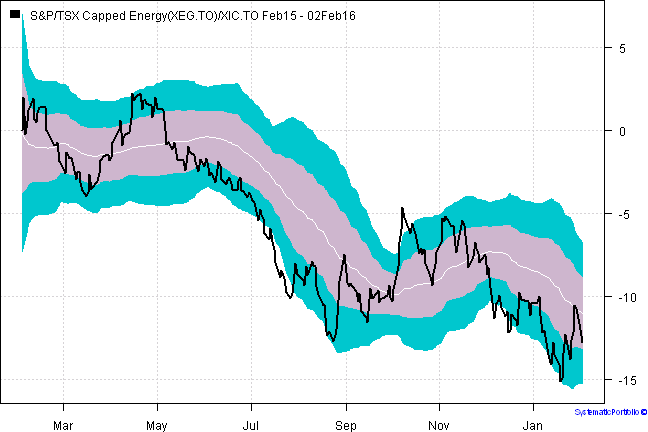 S&P/TSX Capped Energy(XEG.TO)/XIC.TO Feb15 - 02Feb16
5
0
-5
-10
-15
Mar May Jul Sep Nov Jan
SystematicPortfolio ©